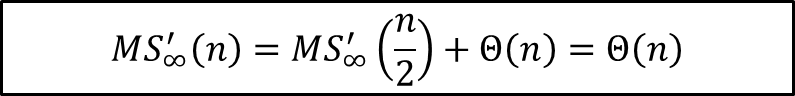 MS′∞(n) = MS′∞(n/2) + Θ(n) = Θ(n)